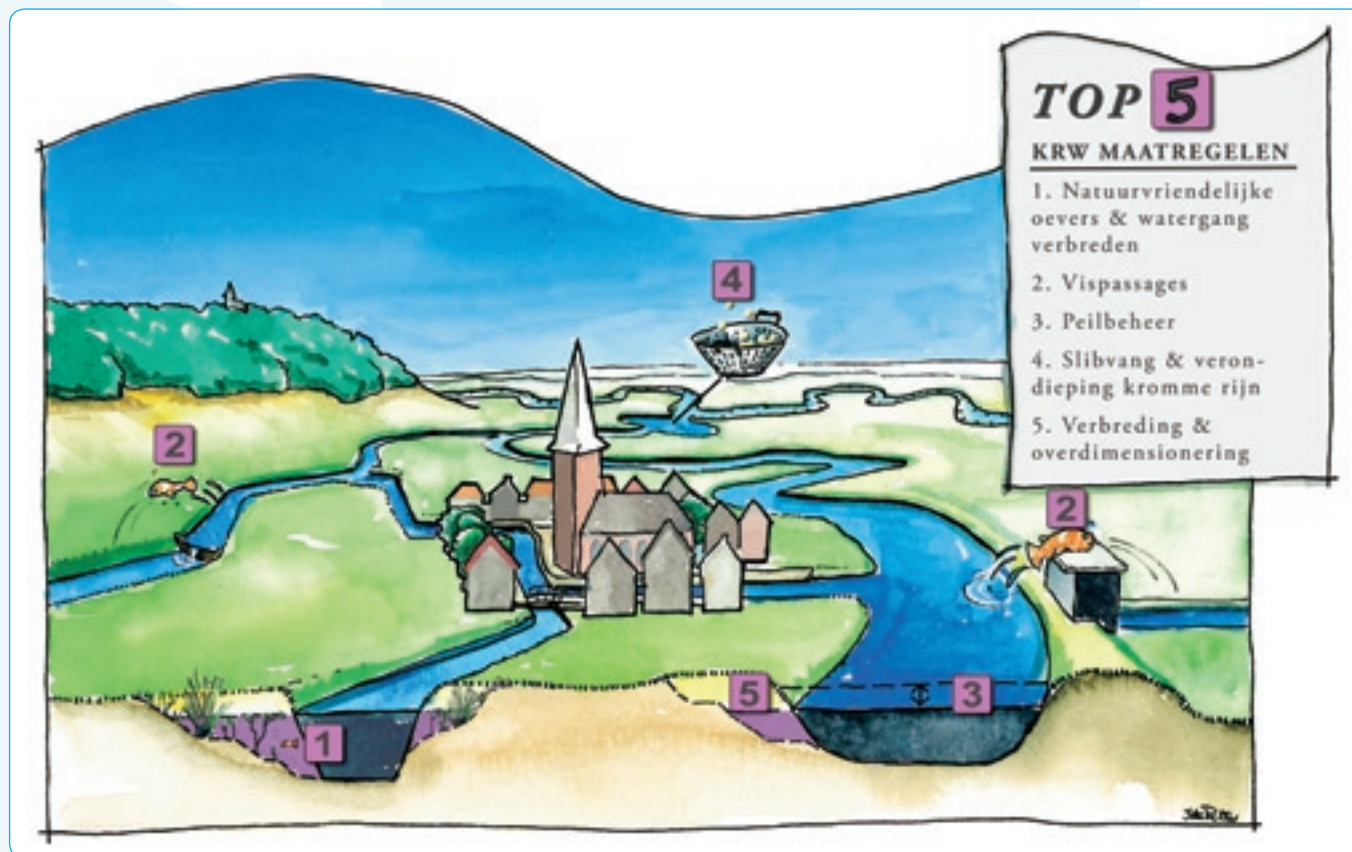 TOP 5
KRW MAATREGELEN
1. Natuurvriendelijke
oevers & watergang
verbreden
2. Vispassages
3. Peilbeheer
4. Slibvang & veron-
dieping kromme rijn
5. Verbreding &
overdimensionering
4
2
2
5
3
1